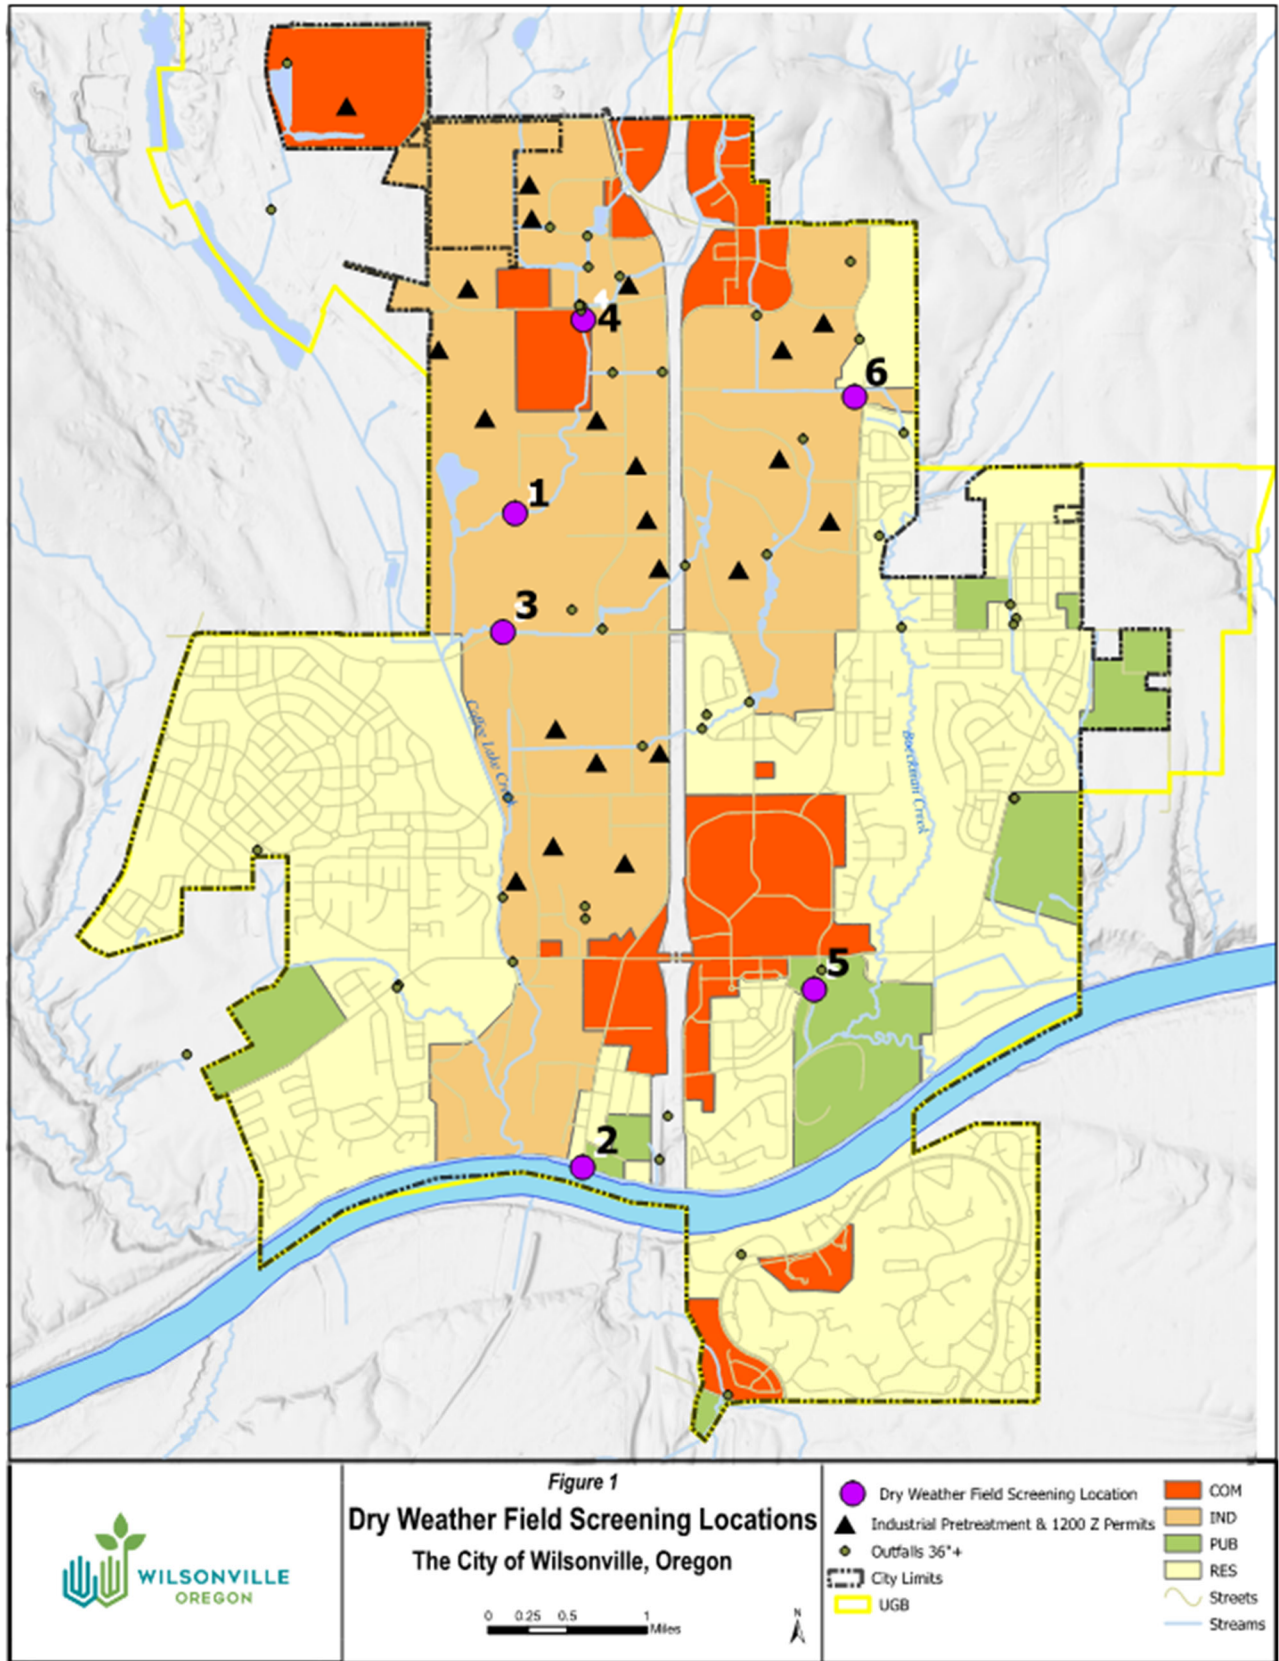 4
6
1
3
Coffee Lake Creek
Boeckman Creek
5
2
WILSONVILLE
OREGON
Figure 1
Dry Weather Field Screening Locations
The City of Wilsonville, Oregon
0 0.25 0.5 1
Miles
N
Dry Weather Field Screening Location
Industrial Pretreatment & 1200 Z Permits
Outfalls 36"+
City Limits
UGB
COM
IND
PUB
RES
Streets
Streams